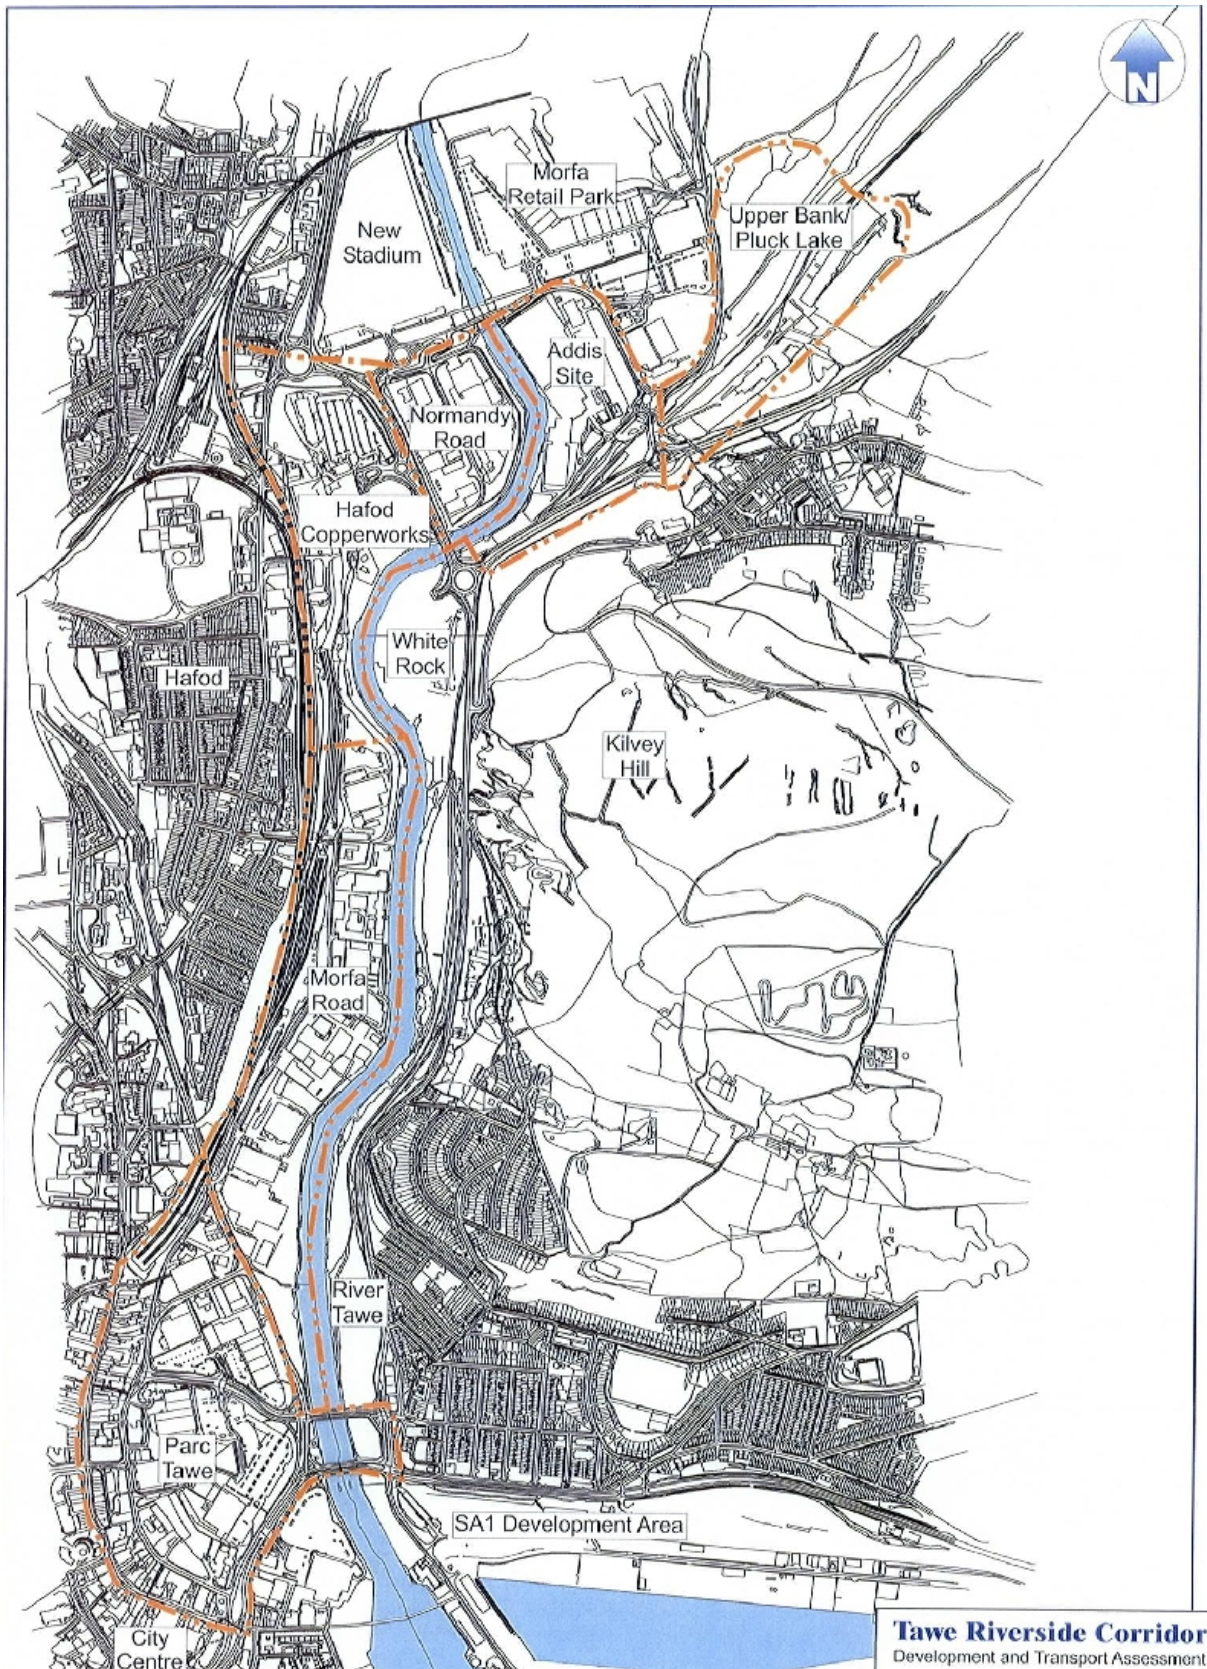 N
Morfa
Retail Park
New
Stadium
Upper Bank/
Pluck Lake
Addis
Site
Normandy
Road
Hafod
Copperworks
White
Rock
Hafod
Kilvey
Hill
Morfa
Road
River
Tawe
Parc
Tawe
SA1 Development Area
City
Centre
Tawe Riverside Corridor
Development and Transport Assessment